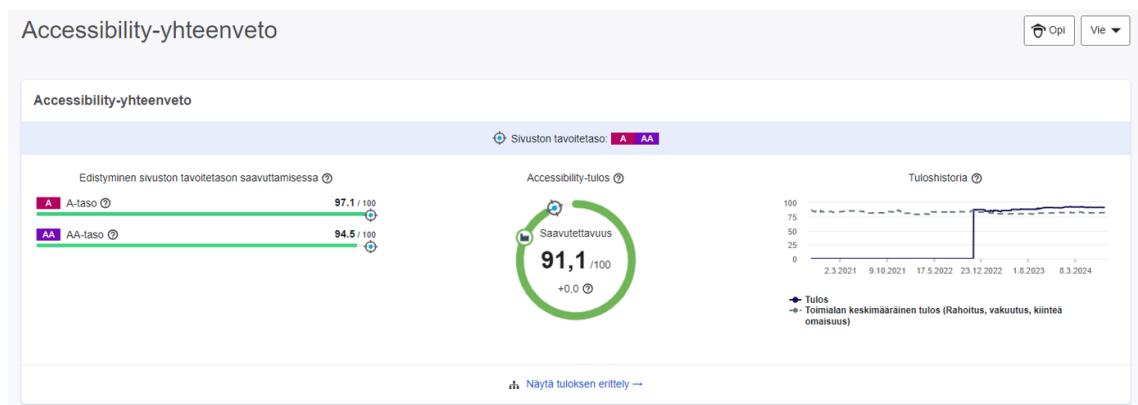 Accessibility-yhteenveto
Opi
Vie
Accessibility-yhteenveto
Sivuston tavoitetaso: A AA
Edistyminen sivuston tavoitetason saavuttamisessa
A A-taso 97.1 / 100
AA AA-taso 94.5 / 100
Accessibility-tulos
Saavutettavuus
91,1 /100
+0,0
Tuloshistoria
100
75
50
25
0
2.3.2021 9.10.2021 17.5.2022 23.12.2022 1.8.2023 8.3.2024
Tulos
Toimialan keskimääräinen tulos (Rahoitus, vakuutus, kiinteä
omaisuus)
Näytä tuloksen erittely →